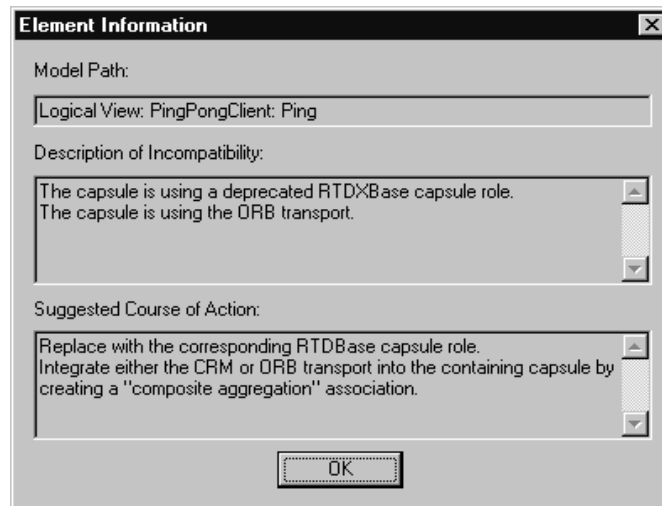 Element Information
Model Path:
Logical View: PingPongClient: Ping
Description of Incompatibility:
The capsule is using a deprecated RTDXBase capsule role.
The capsule is using the ORB transport.
Suggested Course of Action:
Replace with the corresponding RTDBase capsule role.
Integrate either the CRM or ORB transport into the containing capsule by
creating a "composite aggregation" association.
OK